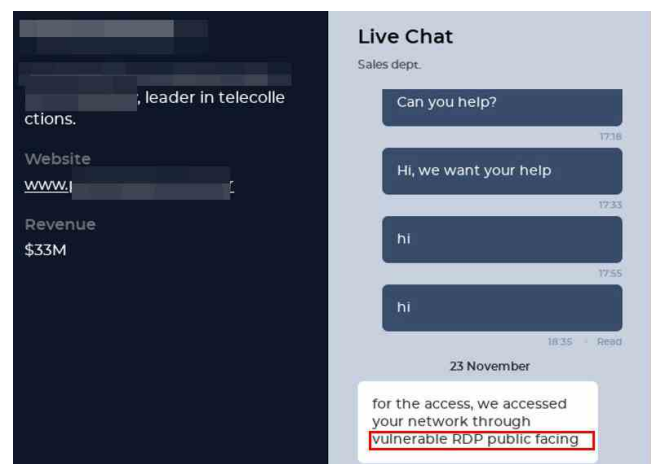 , leader in telecolle
ctions.
Website
www.
Revenue
$33M
Live Chat
Sales dept.
Can you help?
17:18
Hi, we want your help
17:33
hi
17:55
hi
18:35 · Read
23 November
for the access, we accessed
your network through
vulnerable RDP public facing